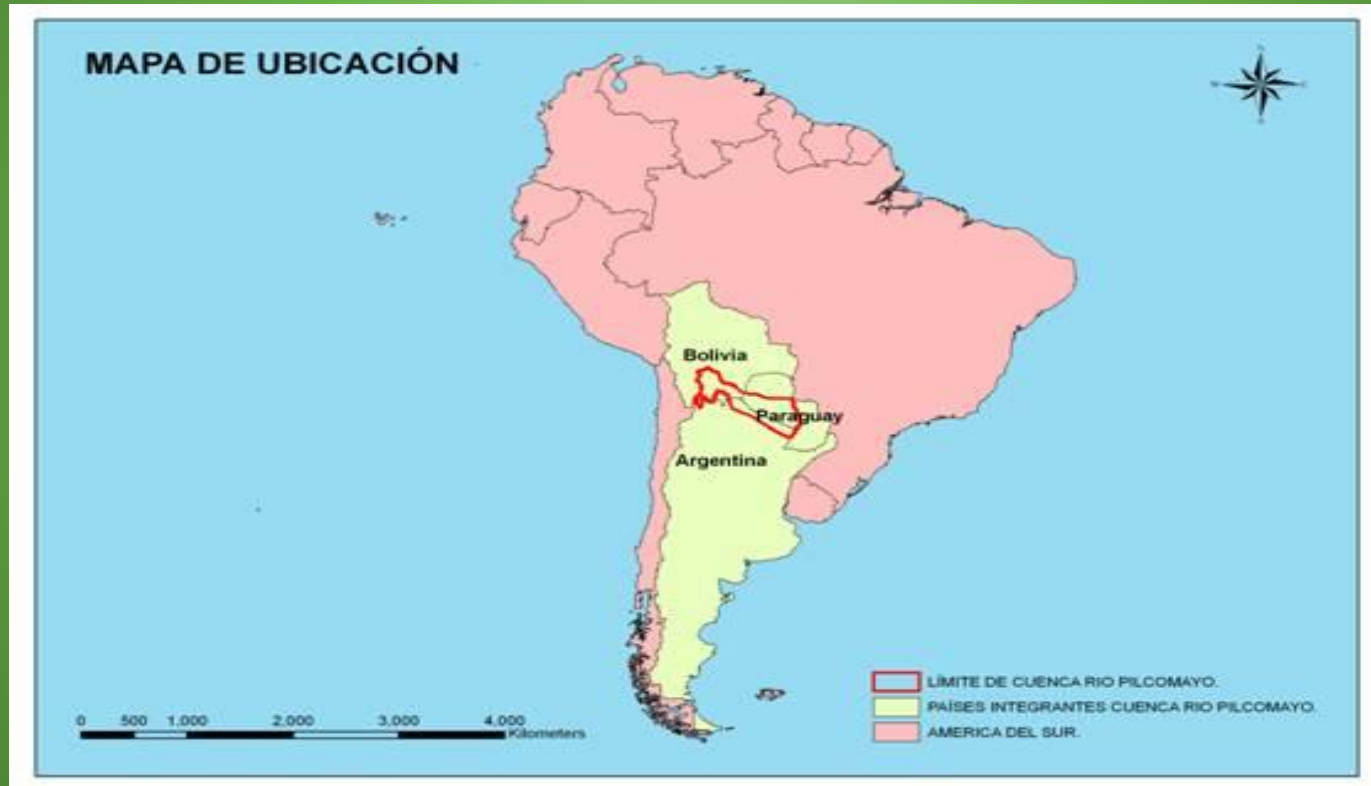 MAPA DE UBICACIÓN
Bolivia
Paraguay
Argentina
LÍMITE DE CUENCA RIO PILCOMAYO.
PAÍSES INTEGRANTES CUENCA RIO PILCOMAYO.
AMERICA DEL SUR.
0 500 1,000 2,000 3,000 4,000
Kilometers